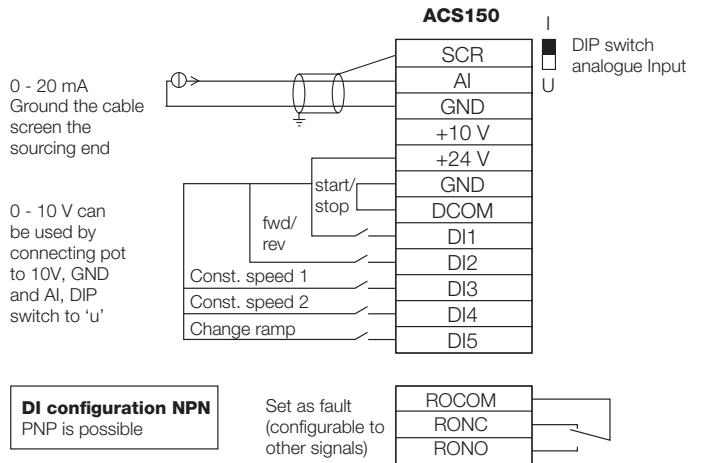 ACS150
I
DIP switch
analogue Input
U
SCR
AI
GND
+10 V
+24 V
GND
DCOM
DI1
DI2
DI3
DI4
DI5
0 - 20 mA
Ground the cable
screen the
sourcing end
0 - 10 V can
be used by
connecting pot
to 10V, GND
and AI, DIP
switch to ‘u’
start/
stop
fwd/
rev
Const. speed 1
Const. speed 2
Change ramp
DI configuration NPN
PNP is possible
Set as fault
(configurable to
other signals)
ROCOM
RONC
RONO